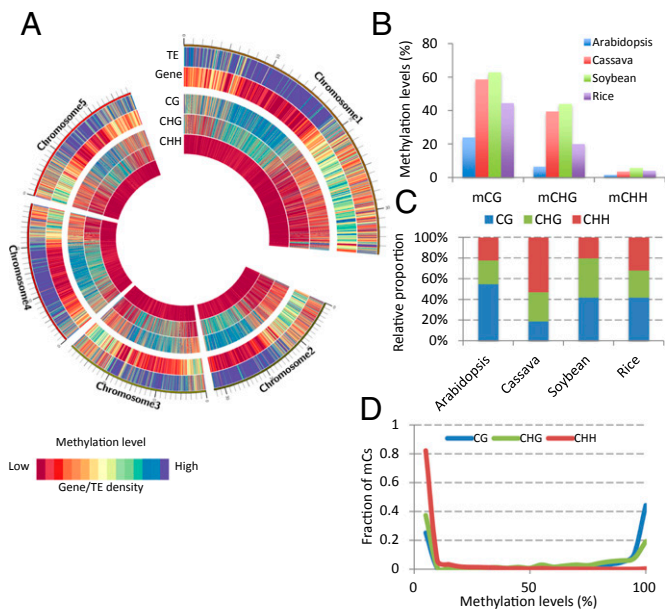 A
TE
Gene
CG
CHG
CHH
Chromosome1
Chromosome2
Chromosome3
Chromosome4
Chromosome5
Methylation level
Low
High
Gene/TE density
B
Methylation levels (%)
80
60
40
20
0
Arabidopsis
Cassava
Soybean
Rice
mCG
mCHG
mCHH
C
CG
CHG
CHH
Relative proportion
100%
80%
60%
40%
20%
0%
Arabidopsis
Cassava
Soybean
Rice
D
Fraction of mCs
1
0.8
0.6
0.4
0.2
0
CG
CHG
CHH
0
50
100
Methylation levels (%)